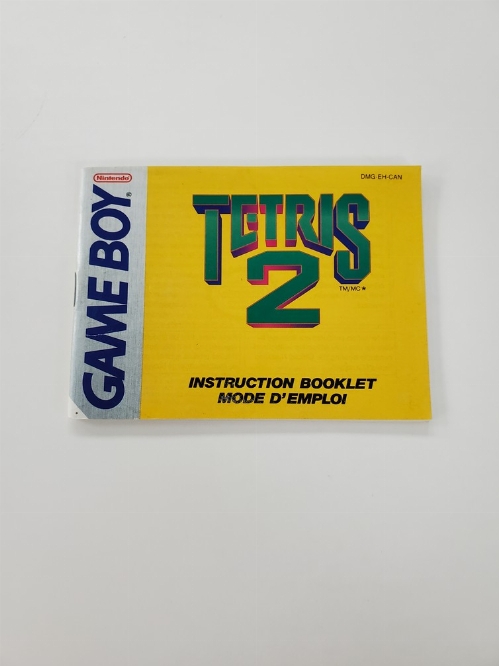 Nintendo®
GAME BOY
DMG-EH-CAN
TETRIS
2
TM/MC★
INSTRUCTION BOOKLET
MODE D'EMPLOI